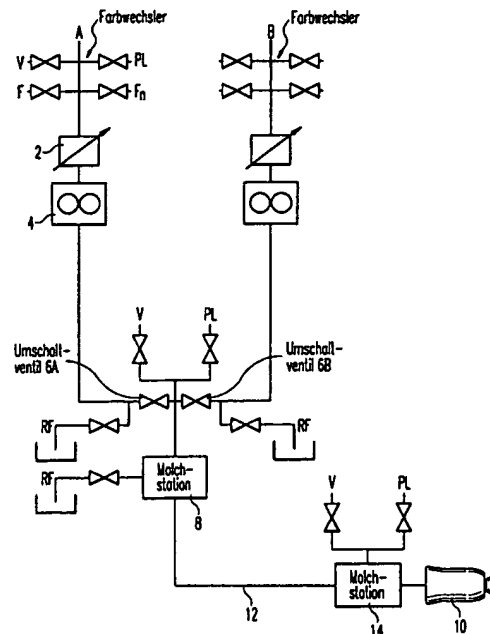 Farbwechsler
Farbwechsler
A
B
V
PL
F
Fn
2
4
V
PL
Umschalt-
ventil 6A
Umschalt-
ventil 6B
RF
RF
RF
Molch-
station
8
V
PL
12
Molch-
station
14
10